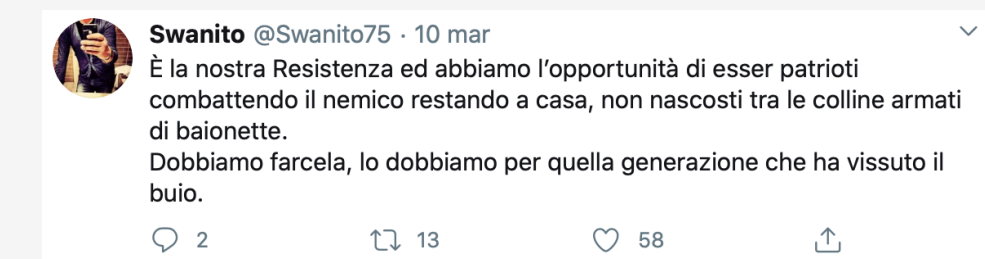 Swanito @Swanito75 · 10 mar
È la nostra Resistenza ed abbiamo l'opportunità di esser patrioti
combattendo il nemico restando a casa, non nascosti tra le colline armati
di baionette.
Dobbiamo farcela, lo dobbiamo per quella generazione che ha vissuto il
buio.
2 13 58